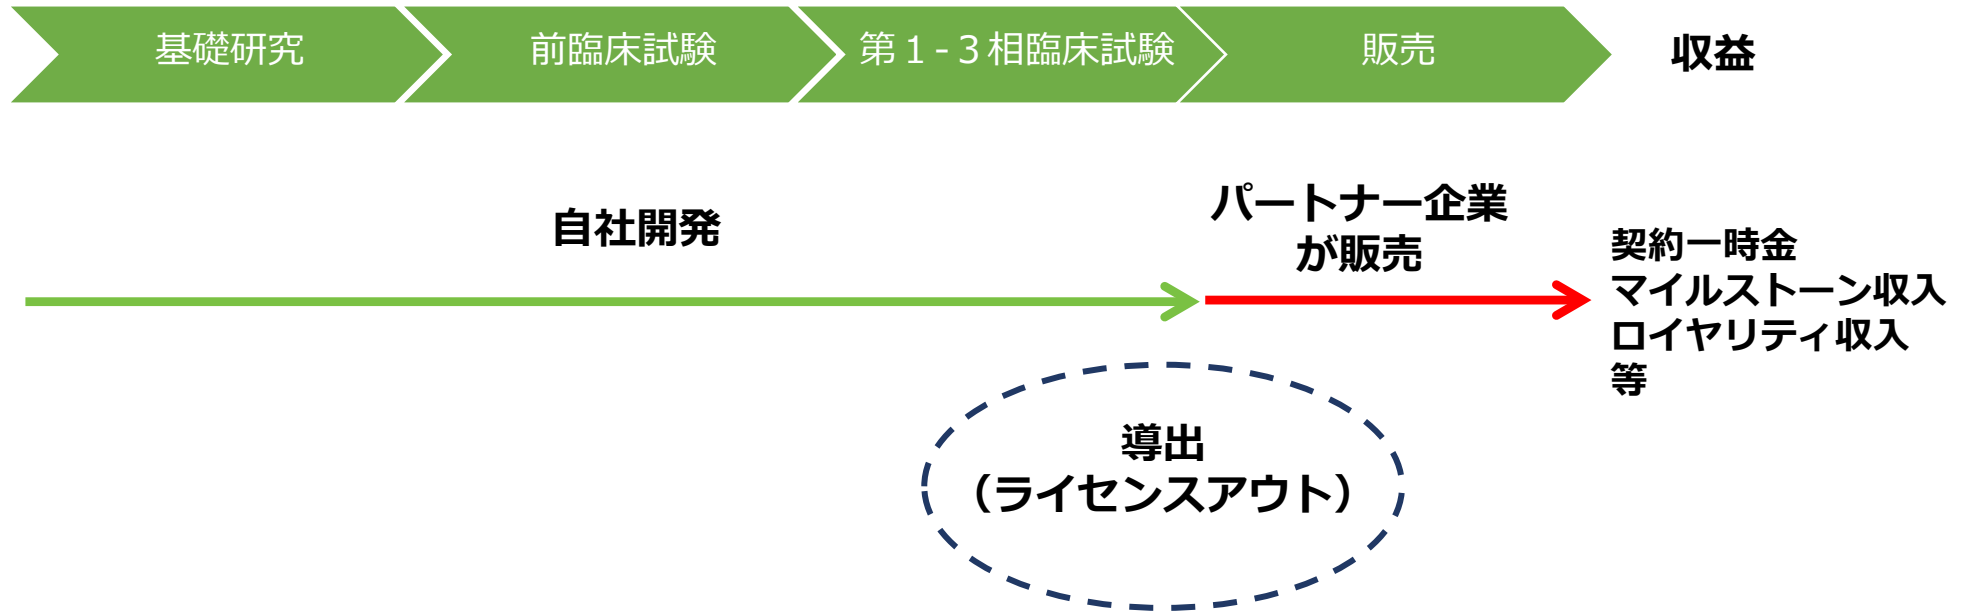 基礎研究
前臨床試験
第１-３相臨床試験
販売
収益
自社開発
パートナー企業
が販売
契約一時金
マイルストーン収入
ロイヤリティ収入
等
導出
（ライセンスアウト）